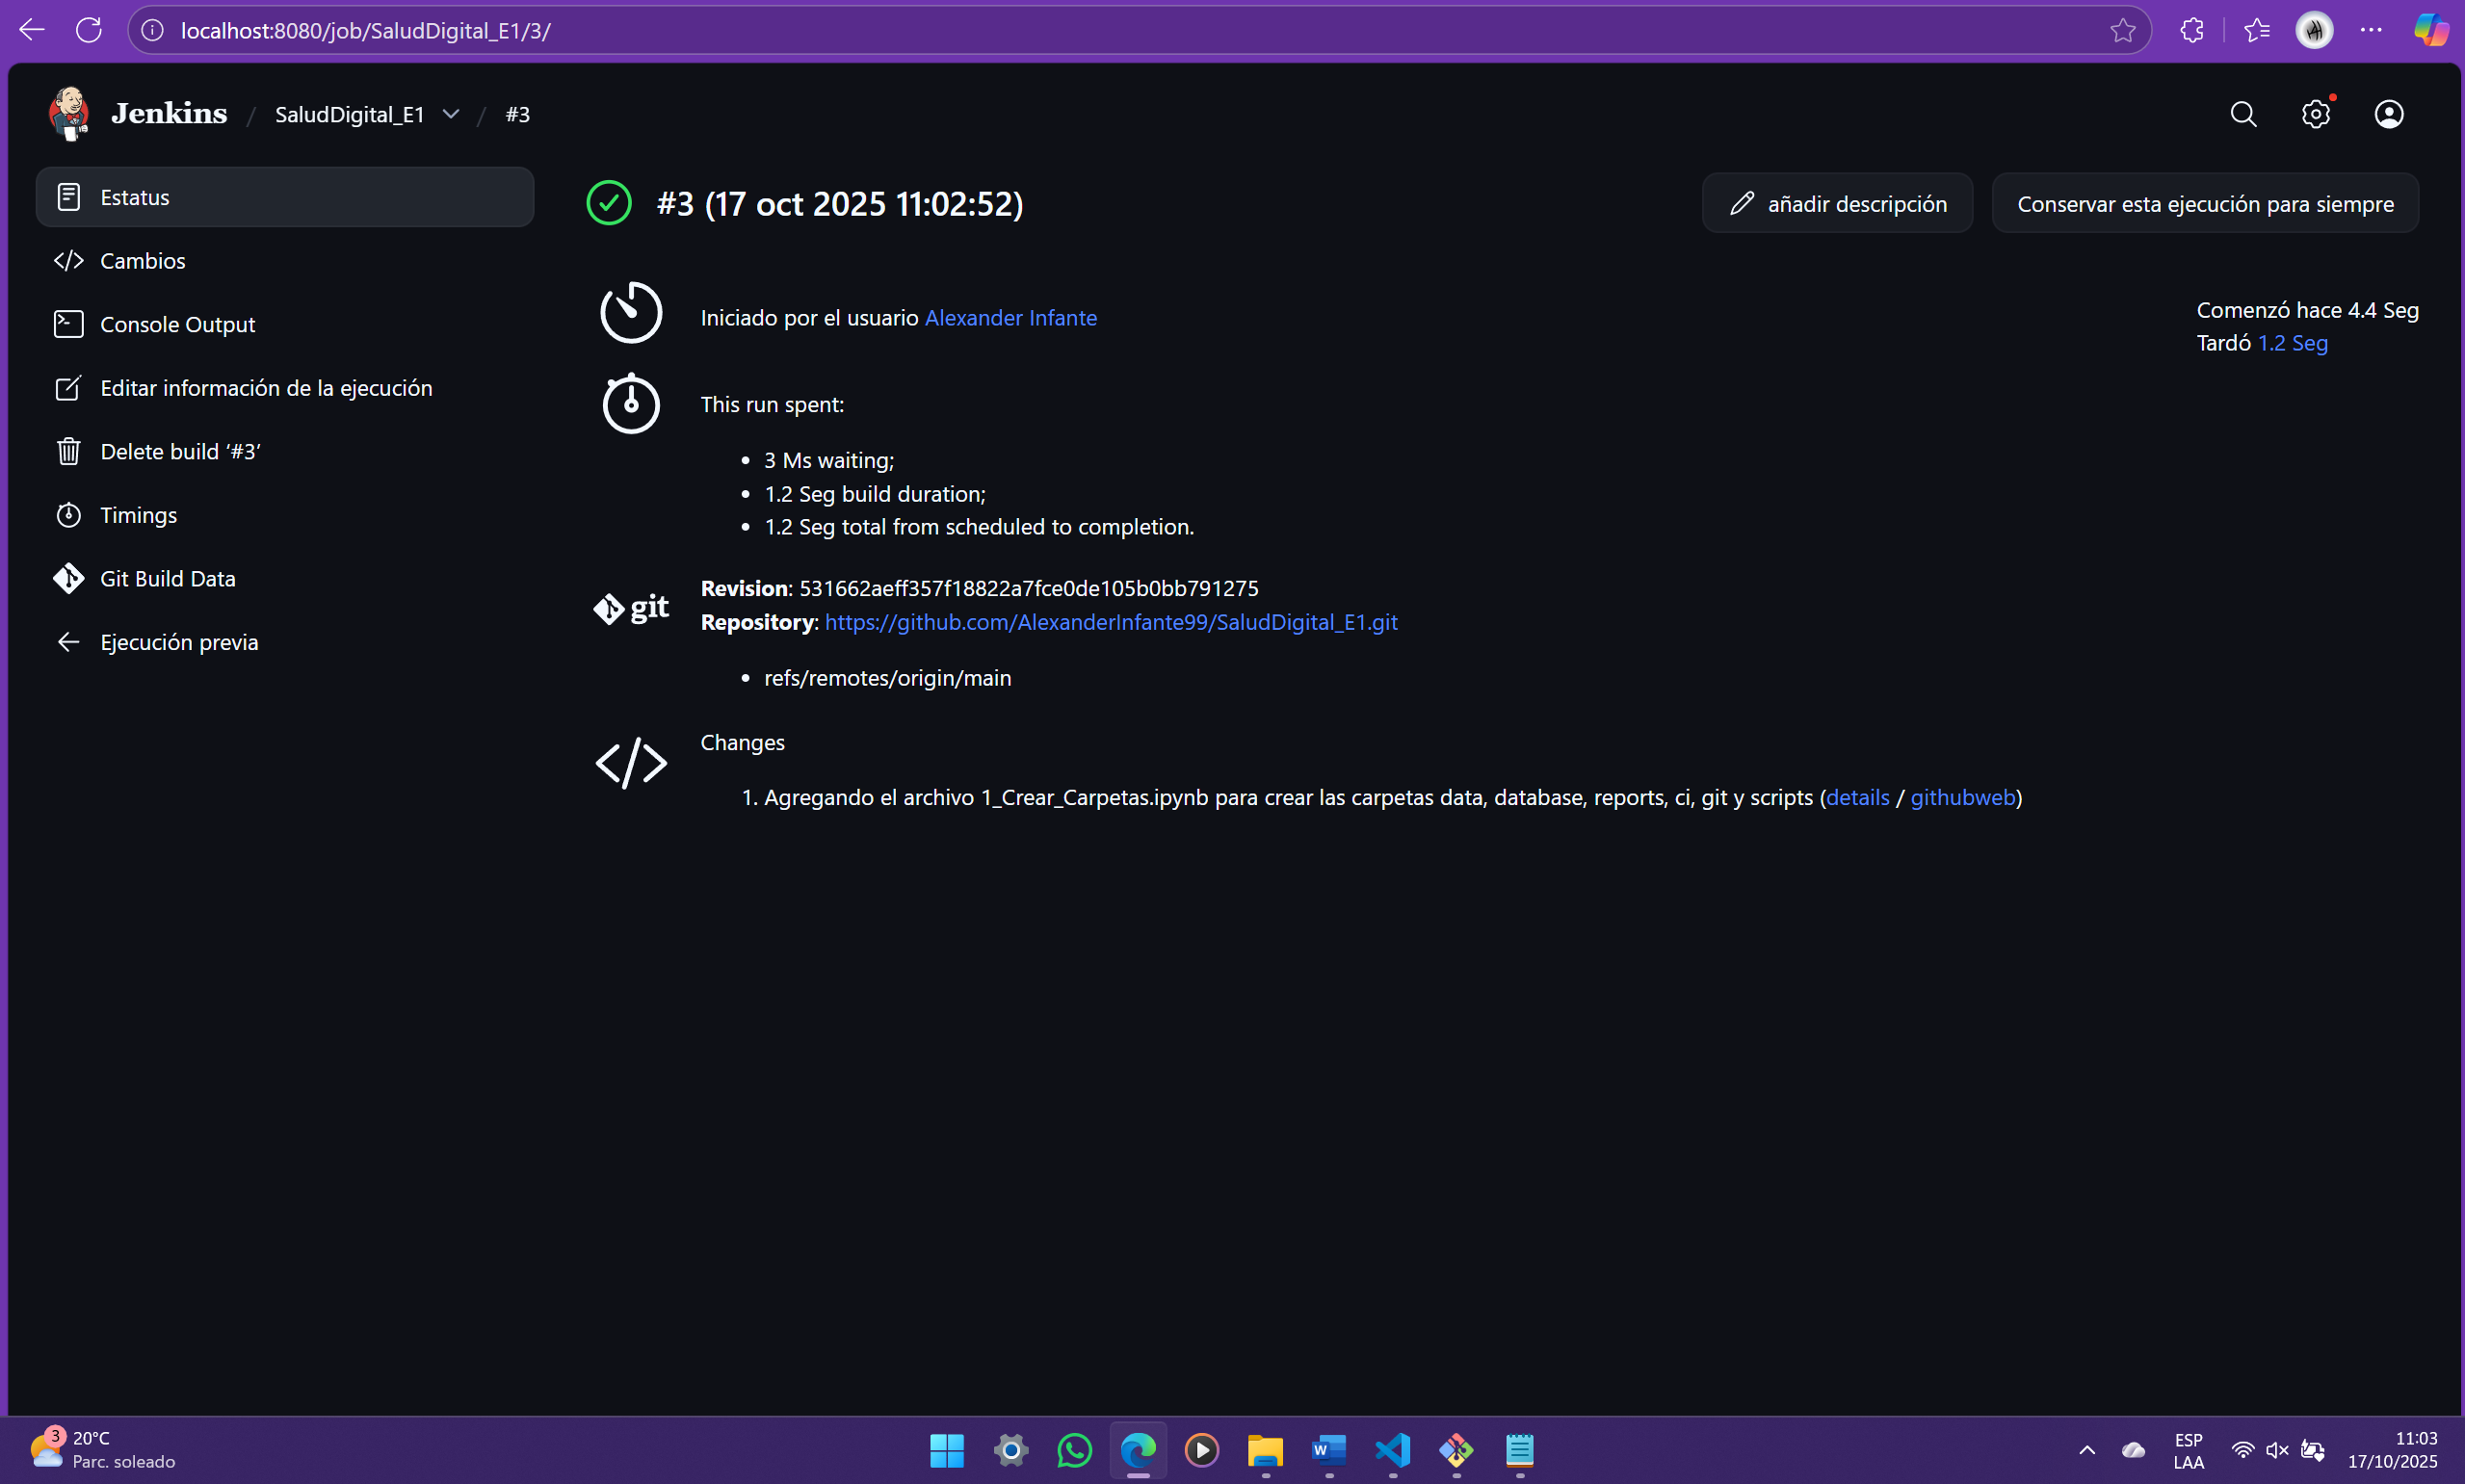 localhost:8080/job/SaludDigital_E1/3/
Jenkins / SaludDigital_E1 / #3
Estatus
Cambios
Console Output
Editar información de la ejecución
Delete build ‘#3’
Timings
Git Build Data
Ejecución previa
#3 (17 oct 2025 11:02:52)
añadir descripción
Conservar esta ejecución para siempre
Iniciado por el usuario Alexander Infante
Comenzó hace 4.4 Seg
Tardó 1.2 Seg
This run spent:
• 3 Ms waiting;
• 1.2 Seg build duration;
• 1.2 Seg total from scheduled to completion.
git
Revision: 531662aeff357f18822a7fce0de105b0bb791275
Repository: https://github.com/AlexanderInfante99/SaludDigital_E1.git
• refs/remotes/origin/main
Changes
1. Agregando el archivo 1_Crear_Carpetas.ipynb para crear las carpetas data, database, reports, ci, git y scripts (details / githubweb)
3
20°C
Parc. soleado
W
ESP
LAA
11:03
17/10/2025